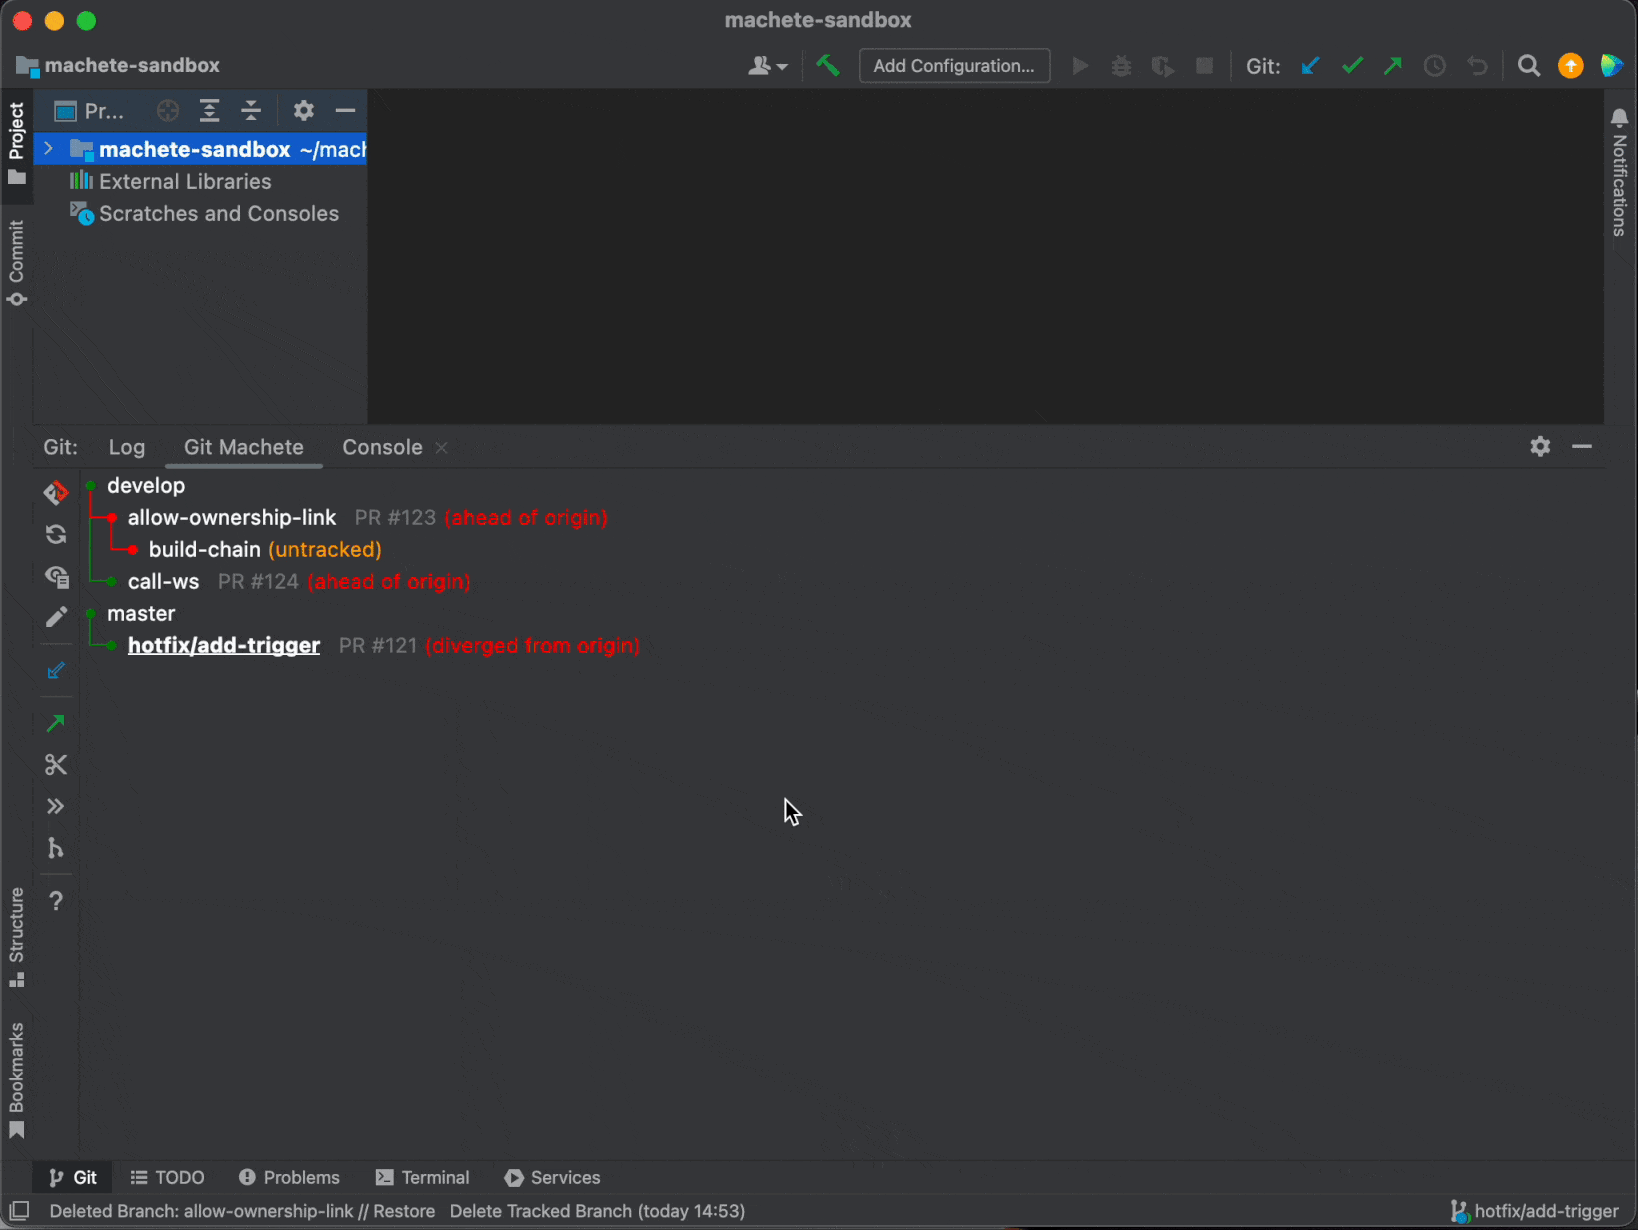 machete-sandbox
machete-sandbox
Add Configuration...
Git:
Project
Pr...
machete-sandbox ~/mach
External Libraries
Scratches and Consoles
Commit
Notifications
Git:
Log
Git Machete
Console
develop
allow-ownership-link PR #123 (ahead of origin)
build-chain (untracked)
call-ws PR #124 (ahead of origin)
master
hotfix/add-trigger PR #121 (diverged from origin)
?
Structure
Bookmarks
Git
TODO
Problems
Terminal
Services
Deleted Branch: allow-ownership-link // Restore Delete Tracked Branch (today 14:53)
hotfix/add-trigger